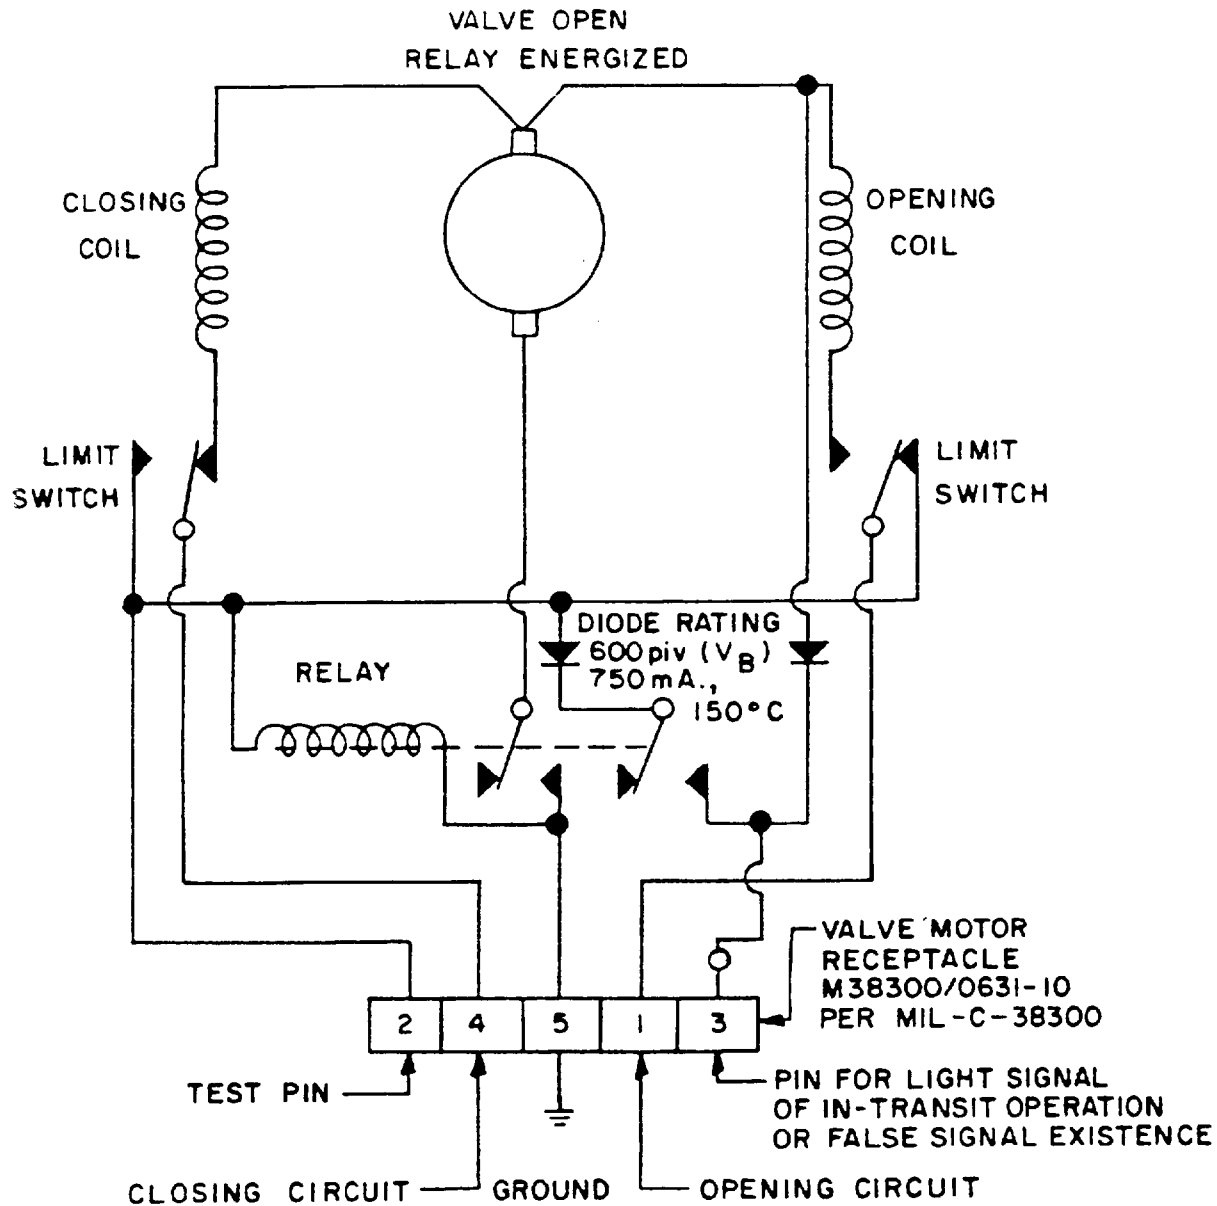 VALVE OPEN
RELAY ENERGIZED
CLOSING
COIL
OPENING
COIL
LIMIT
SWITCH
LIMIT
SWITCH
DIODE RATING
600 piv (VB)
750 mA.,
150°C
RELAY
VALVE MOTOR
RECEPTACLE
M38300/0631-10
PER MIL-C-38300
2 4 5 1 3
TEST PIN
PIN FOR LIGHT SIGNAL
OF IN-TRANSIT OPERATION
OR FALSE SIGNAL EXISTENCE
CLOSING CIRCUIT
GROUND
OPENING CIRCUIT